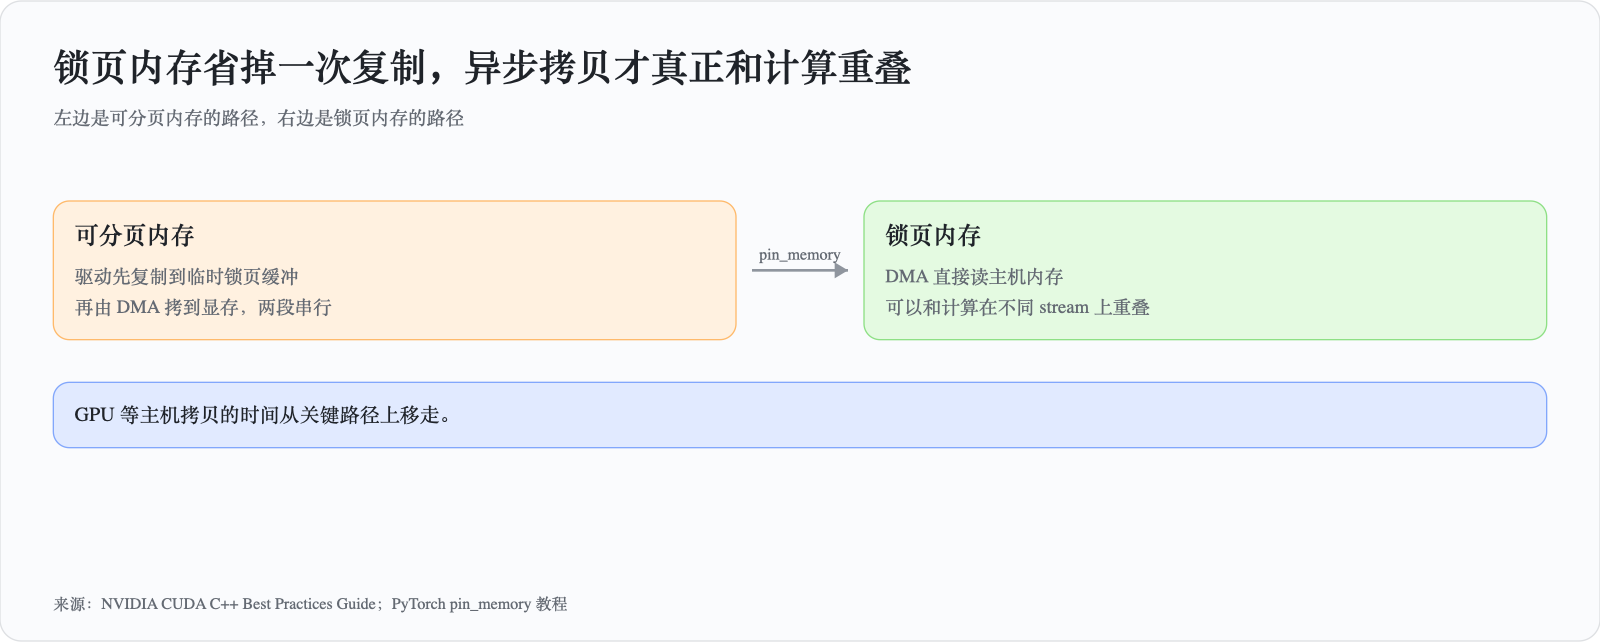 锁页内存省掉一次复制，异步拷贝才真正和计算重叠
左边是可分页内存的路径，右边是锁页内存的路径
可分页内存
驱动先复制到临时锁页缓冲
再由 DMA 拷到显存，两段串行
pin_memory
锁页内存
DMA 直接读主机内存
可以和计算在不同 stream 上重叠
GPU 等主机拷贝的时间从关键路径上移走。
来源：NVIDIA CUDA C++ Best Practices Guide；PyTorch pin_memory 教程